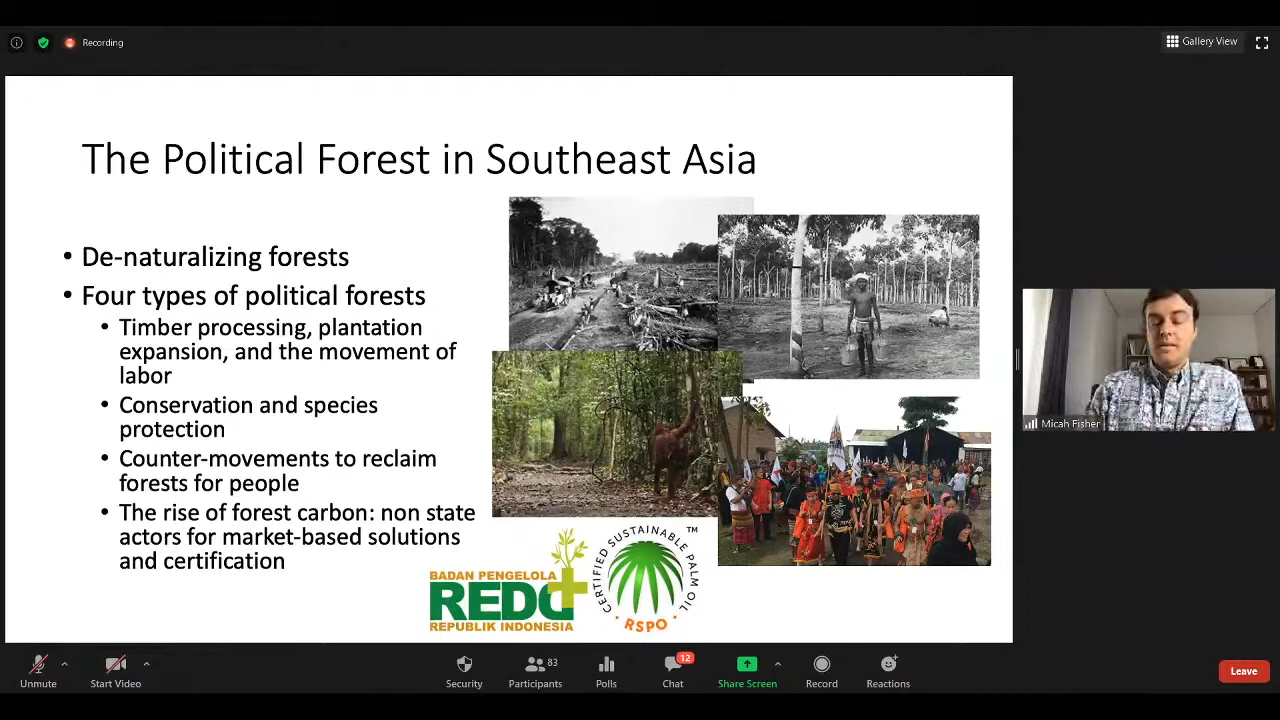 Recording
Gallery View
The Political Forest in Southeast Asia
• De-naturalizing forests
• Four types of political forests
• Timber processing, plantation
expansion, and the movement of
labor
• Conservation and species
protection
• Counter-movements to reclaim
forests for people
• The rise of forest carbon: non state
actors for market-based solutions
and certification
BADAN PENGELOLA
REDD+
REPUBLIK INDONESIA
CERTIFIED SUSTAINABLE PALM OIL
TM
RSPO
Micah Fisher
Unmute
Start Video
Security
Participants 83
Polls
Chat 12
Share Screen
Record
Reactions
Leave